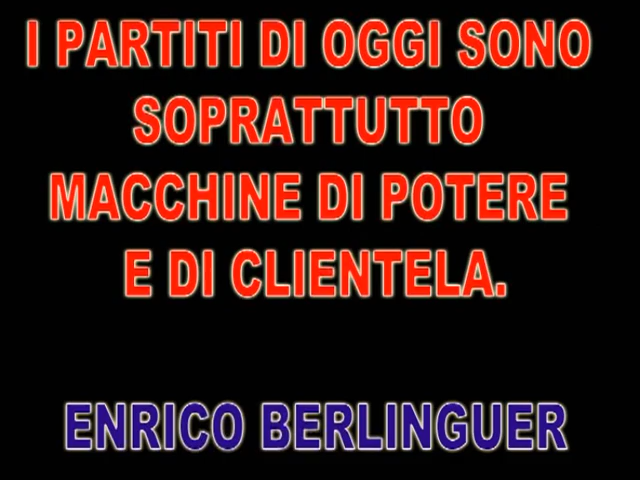 I PARTITI DI OGGI SONO
SOPRATTUTTO
MACCHINE DI POTERE
E DI CLIENTELA.
ENRICO BERLINGUER